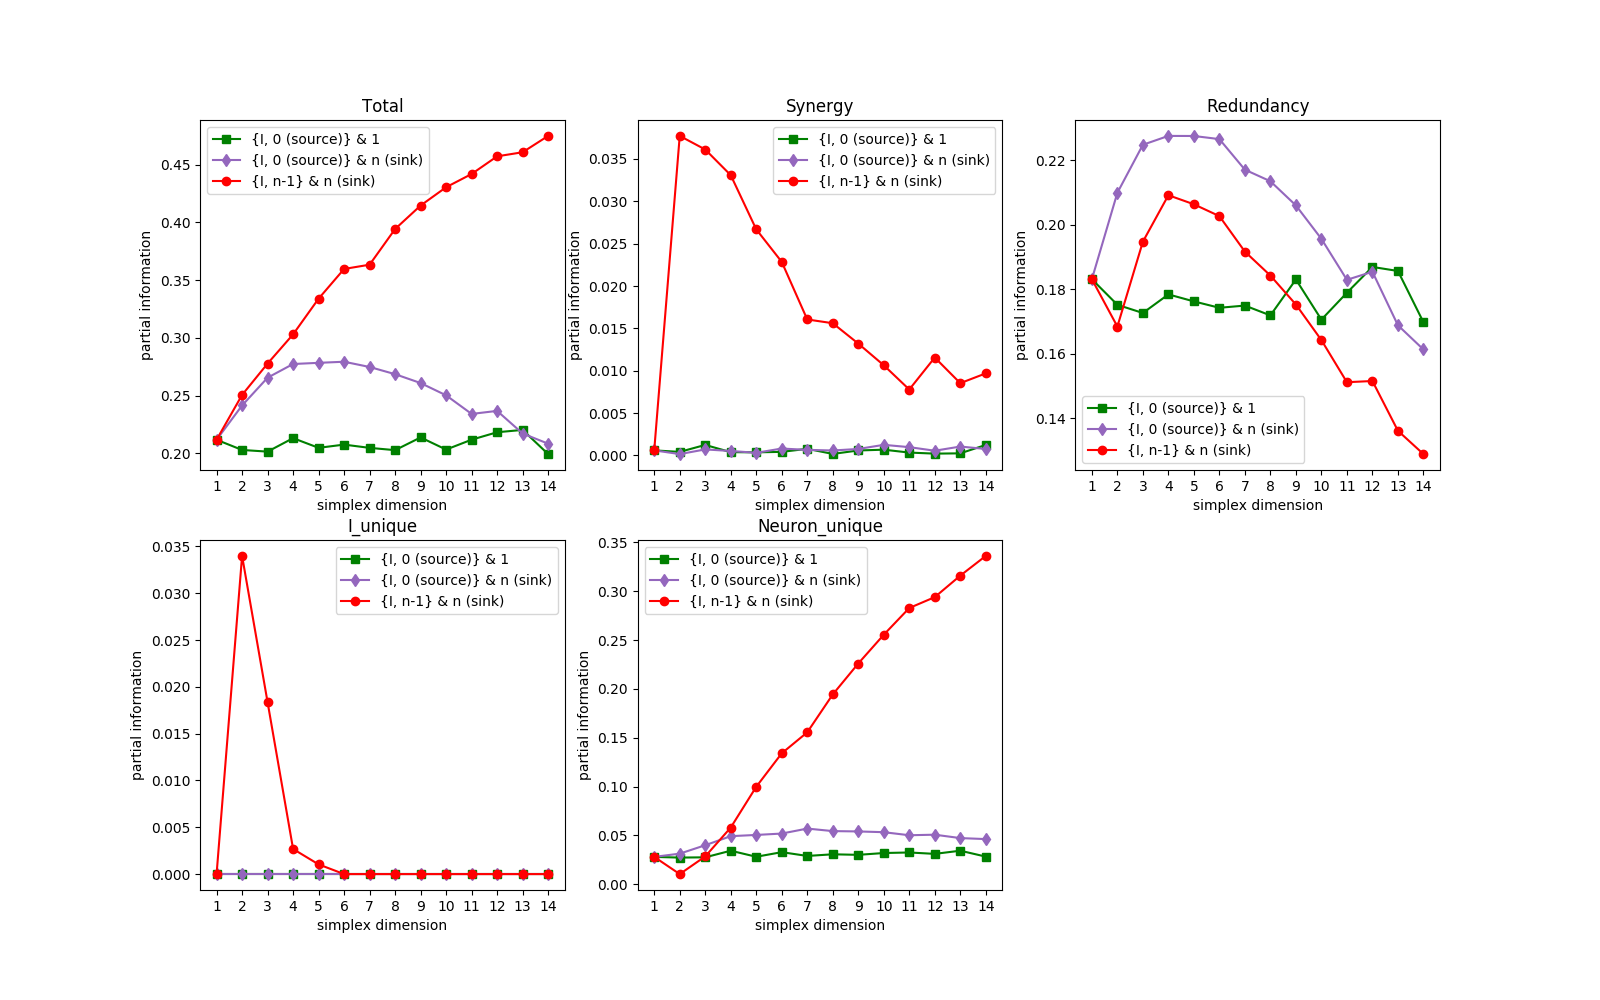 Total
{I, 0 (source)} & 1
{I, 0 (source)} & n (sink)
{I, n-1} & n (sink)
0.45
0.40
0.35
0.30
0.25
0.20
partial information
1 2 3 4 5 6 7 8 9 10 11 12 13 14
simplex dimension
Synergy
{I, 0 (source)} & 1
{I, 0 (source)} & n (sink)
{I, n-1} & n (sink)
0.035
0.030
0.025
0.020
0.015
0.010
0.005
0.000
partial information
1 2 3 4 5 6 7 8 9 10 11 12 13 14
simplex dimension
Redundancy
0.22
0.20
0.18
0.16
0.14
partial information
{I, 0 (source)} & 1
{I, 0 (source)} & n (sink)
{I, n-1} & n (sink)
1 2 3 4 5 6 7 8 9 10 11 12 13 14
simplex dimension
I_unique
{I, 0 (source)} & 1
{I, 0 (source)} & n (sink)
{I, n-1} & n (sink)
0.035
0.030
0.025
0.020
0.015
0.010
0.005
0.000
partial information
1 2 3 4 5 6 7 8 9 10 11 12 13 14
simplex dimension
Neuron_unique
{I, 0 (source)} & 1
{I, 0 (source)} & n (sink)
{I, n-1} & n (sink)
0.35
0.30
0.25
0.20
0.15
0.10
0.05
0.00
partial information
1 2 3 4 5 6 7 8 9 10 11 12 13 14
simplex dimension